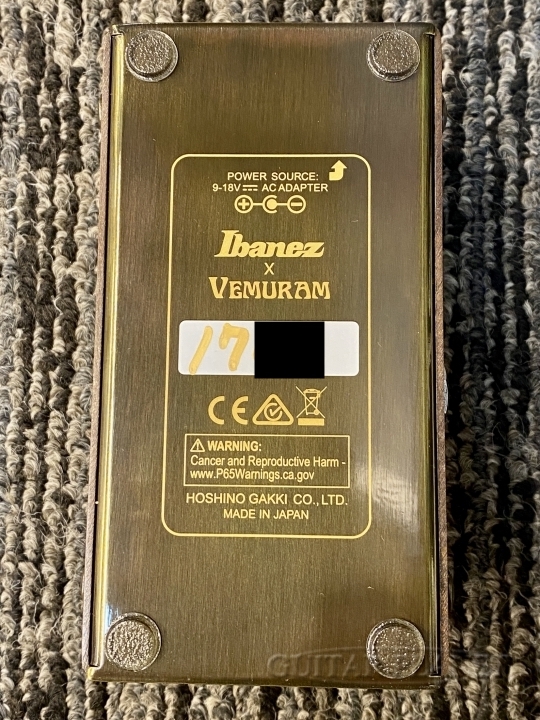 POWER SOURCE:
9-18V⎓ AC ADAPTER
Ibanez
X
VEMURAM
17
CE
WARNING:
Cancer and Reproductive Harm -
www.P65Warnings.ca.gov
HOSHINO GAKKI CO., LTD.
MADE IN JAPAN